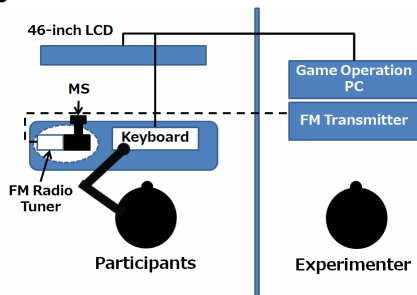 46-inch LCD
MS
Keyboard
FM Radio
Tuner
Participants
Game Operation
PC
FM Transmitter
Experimenter